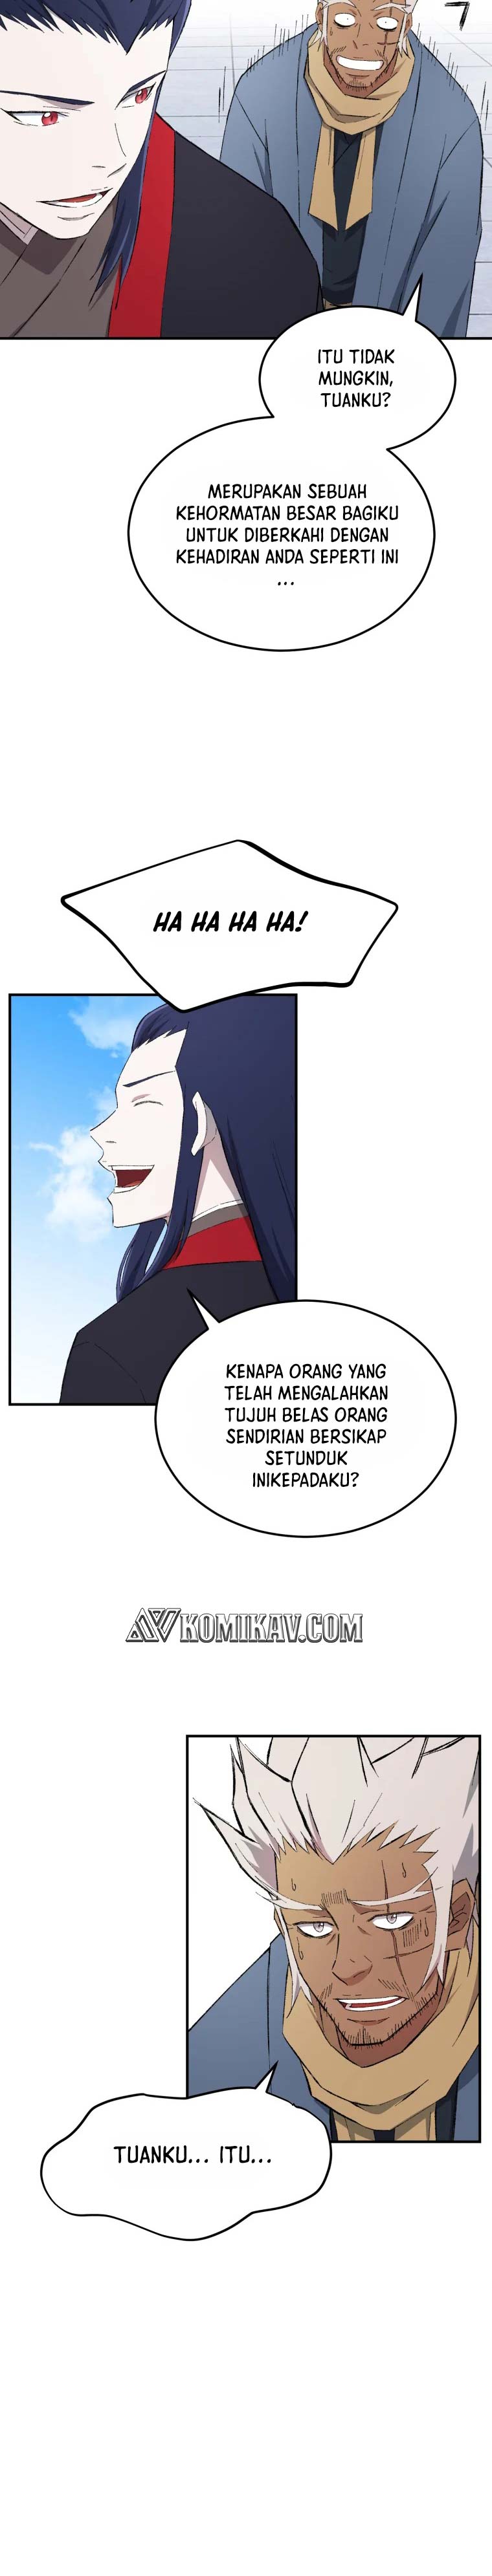 ITU TIDAK
MUNGKIN,
TUANKU?
MERUPAKAN SEBUAH
KEHORMATAN BESAR BAGIKU
UNTUK DIBERKAHI DENGAN
KEHADIRAN ANDA SEPERTI INI
...
HA HA HA HA!
KENAPA ORANG YANG
TELAH MENGALAHKAN
TUJUH BELAS ORANG
SENDIRIAN BERSIKAP
SETUNDUK
INIKEPADAKU?
KOMIKAV.COM
TUANKU... ITU...